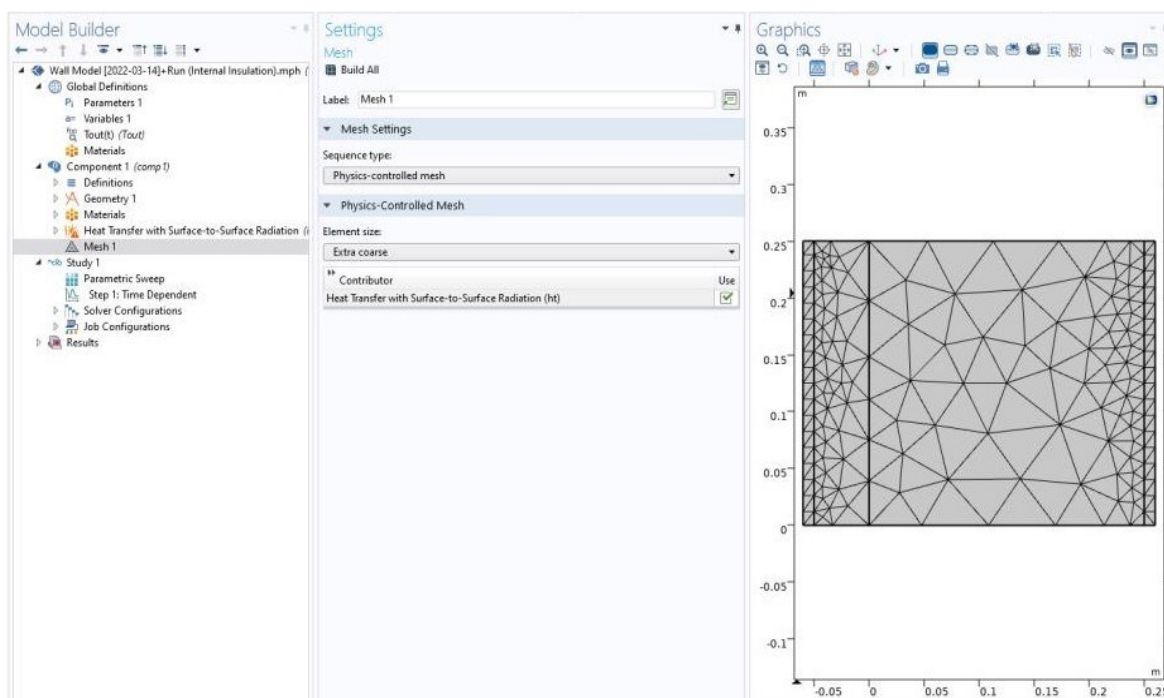 Model Builder
Wall Model [2022-03-14]+Run (Internal Insulation).mph
Global Definitions
Pi Parameters 1
a= Variables 1
Tout(t) (Tout)
Materials
Component 1 (comp1)
Definitions
Geometry 1
Materials
Heat Transfer with Surface-to-Surface Radiation
Mesh 1
Study 1
Parametric Sweep
Step 1: Time Dependent
Solver Configurations
Job Configurations
Results
Settings
Mesh
Build All
Label: Mesh 1
Mesh Settings
Sequence type:
Physics-controlled mesh
Physics-Controlled Mesh
Element size:
Extra coarse
Contributor Use
Heat Transfer with Surface-to-Surface Radiation (ht)
Graphics
m
0.35
0.3
0.25
0.2
0.15
0.1
0.05
0
-0.05
-0.1
m
-0.05 0 0.05 0.1 0.15 0.2